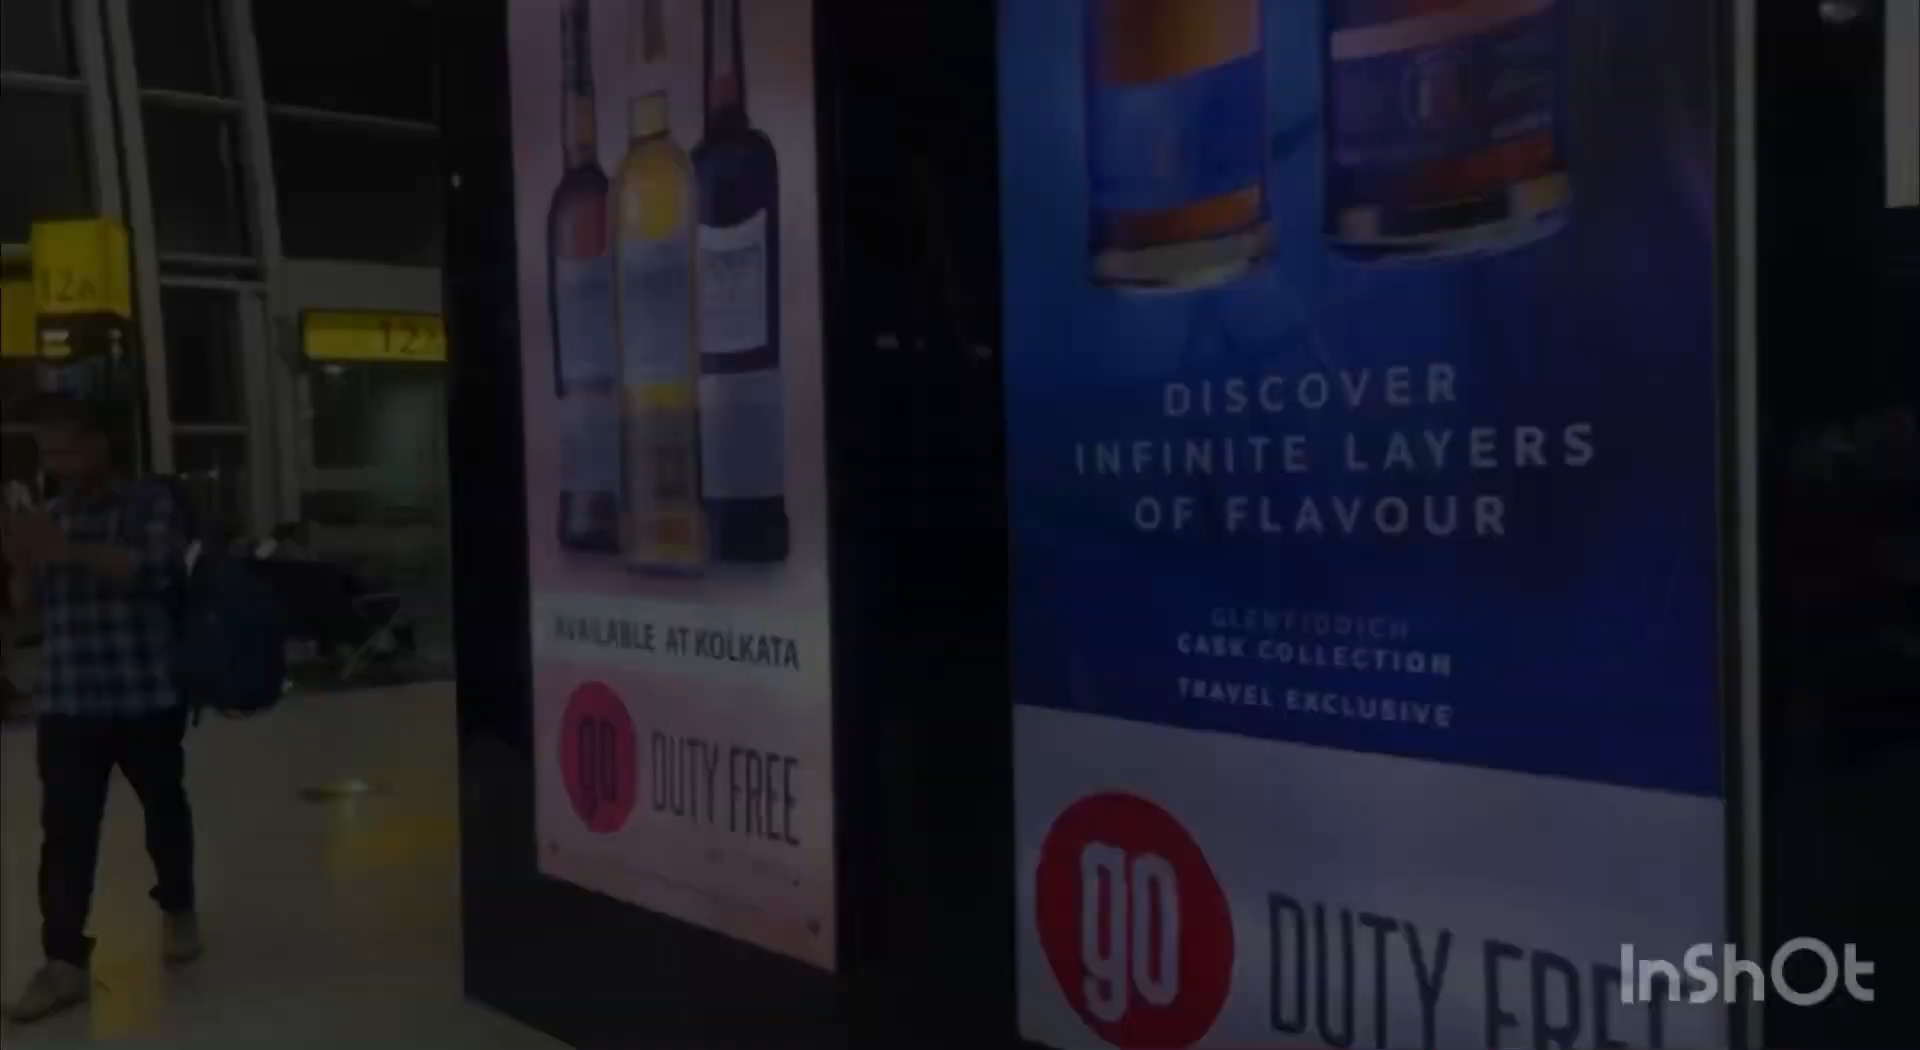 12A
12A
AVAILABLE AT KOLKATA
go DUTY FREE
DISCOVER
INFINITE LAYERS
OF FLAVOUR
GLENFIDDICH
CASK COLLECTION
TRAVEL EXCLUSIVE
go DUTY FREE
InShOt